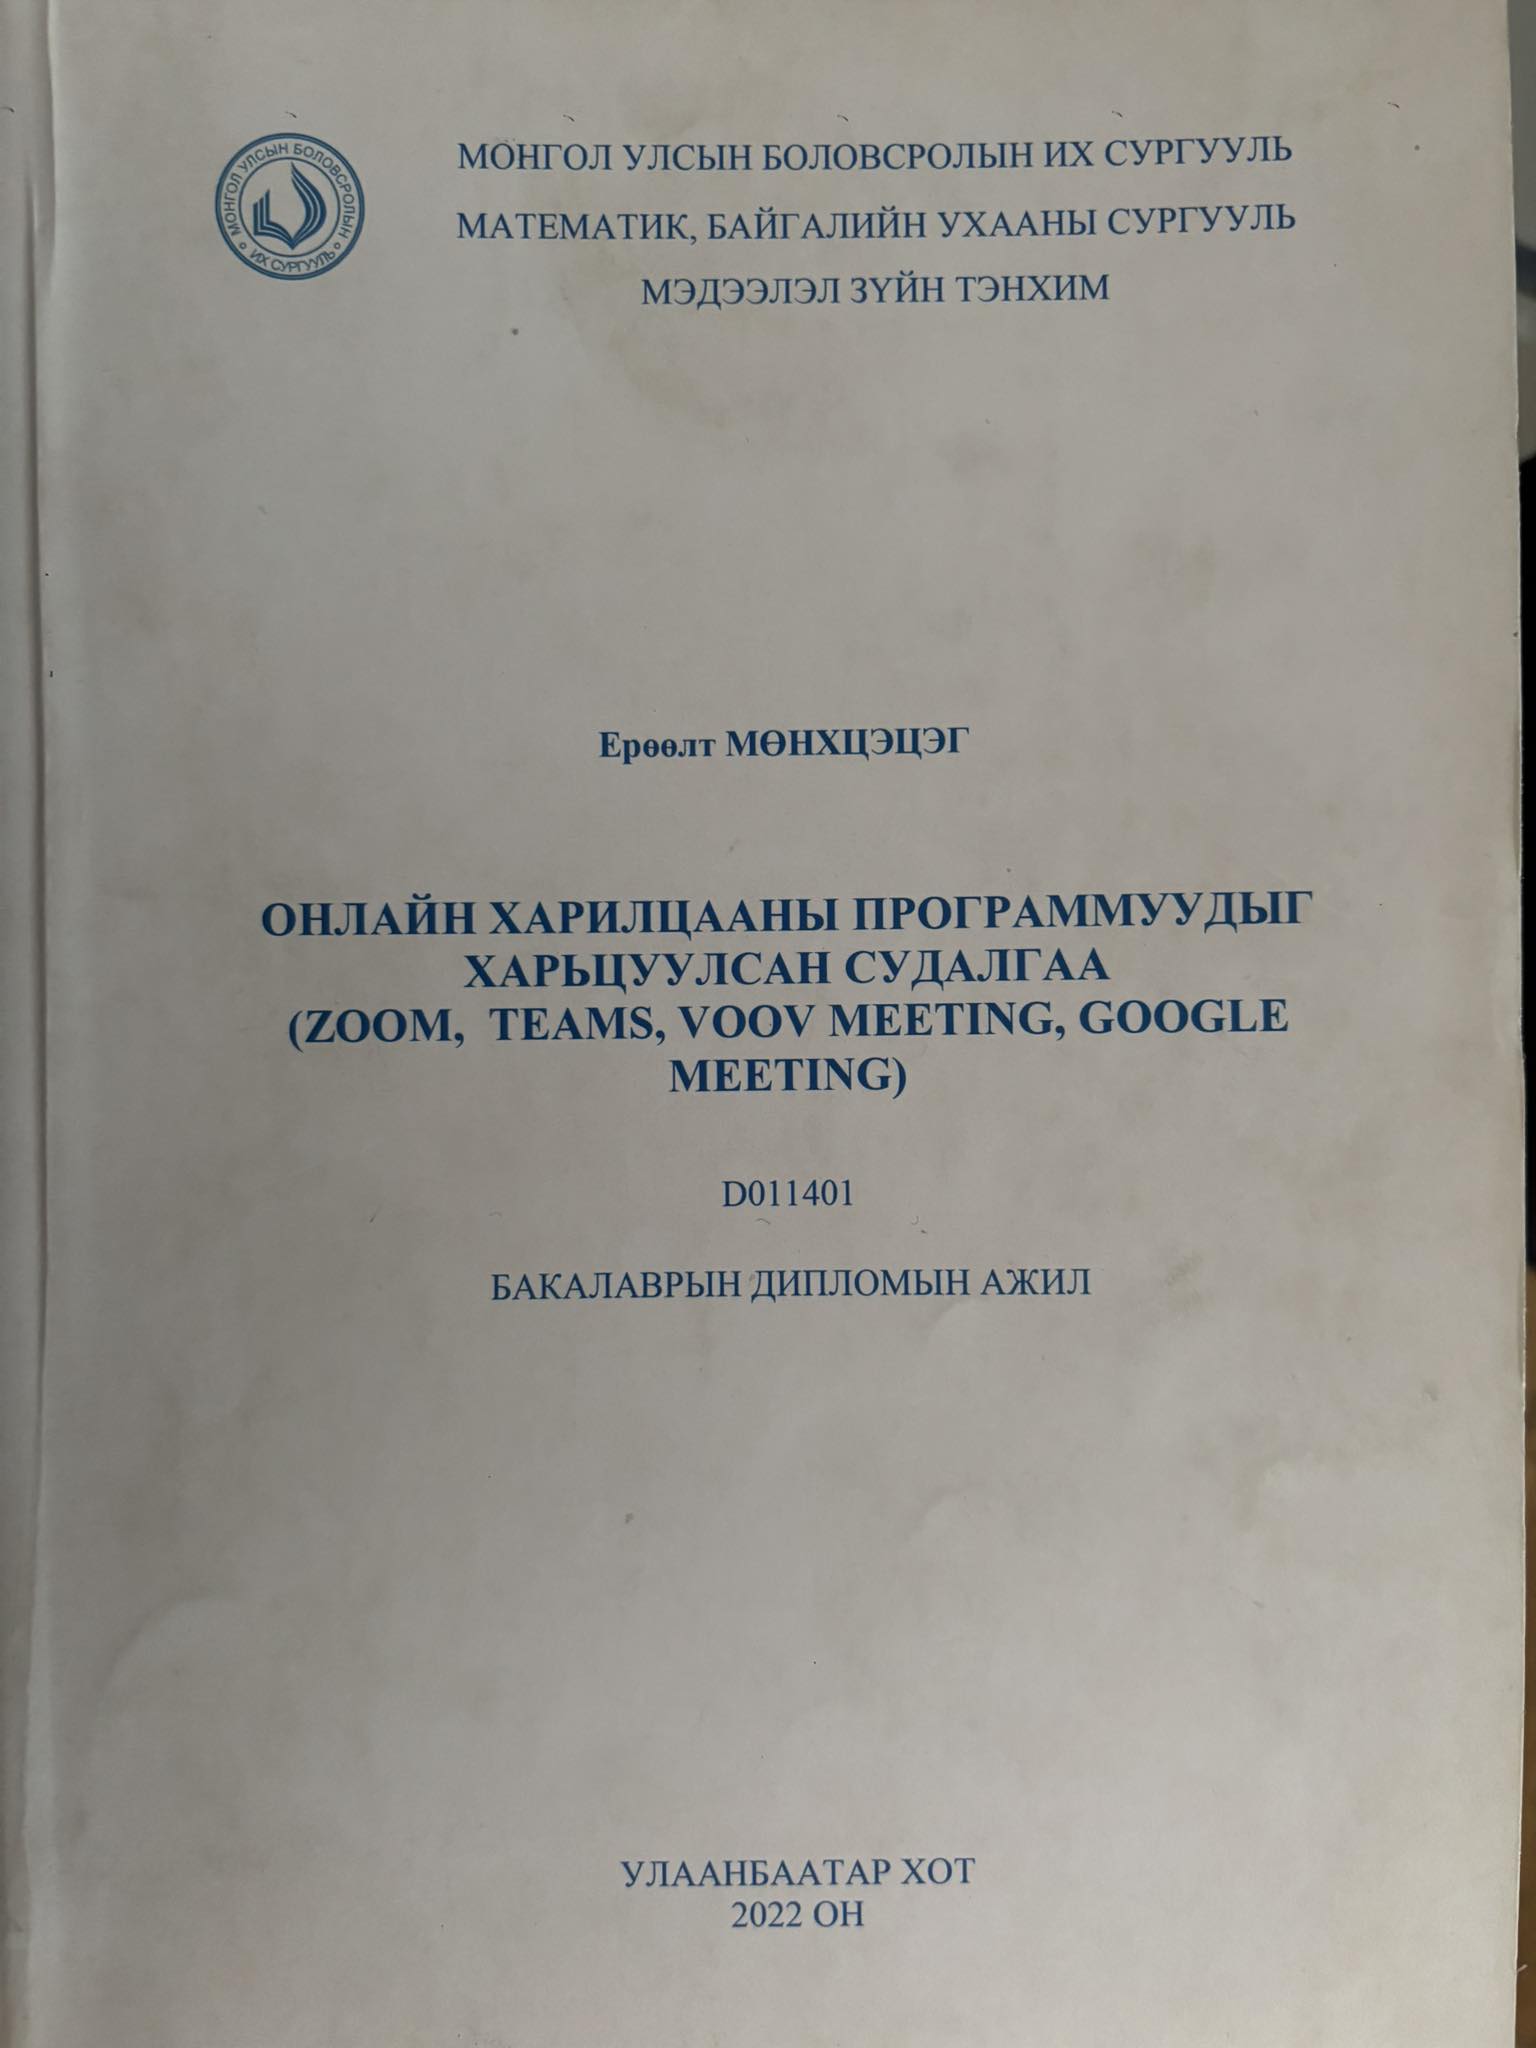 МОНГОЛ УЛСЫН БОЛОВСРОЛЫН ИХ СУРГУУЛЬ
МОНГОЛ УЛСЫН БОЛОВСРОЛЫН ИХ СУРГУУЛЬ
МАТЕМАТИК, БАЙГАЛИЙН УХААНЫ СУРГУУЛЬ
МЭДЭЭЛЭЛ ЗҮЙН ТЭНХИМ
Ерөөлт МӨНХЦЭЦЭГ
ОНЛАЙН ХАРИЛЦААНЫ ПРОГРАММУУДЫГ
ХАРЬЦУУЛСАН СУДАЛГАА
(ZOOM, TEAMS, VOOV MEETING, GOOGLE
MEETING)
D011401
БАКАЛАВРЫН ДИПЛОМЫН АЖИЛ
УЛААНБААТАР ХОТ
2022 ОН